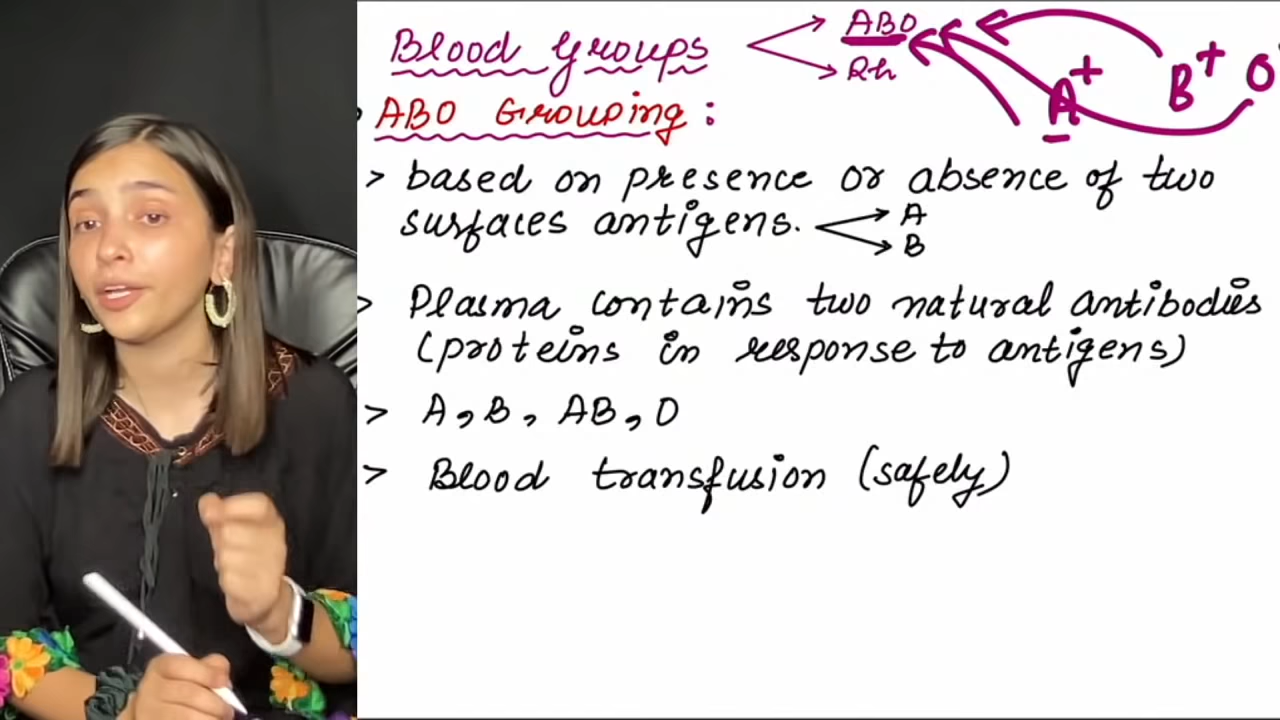 Blood Groups
ABO
Rh
A+
B+
O
ABO Grouping :
> based on presence or absence of two
surfaces antigens.
A
B
> Plasma contains two natural antibodies
(proteins in response to antigens)
> A, B, AB, O
> Blood transfusion (safely)